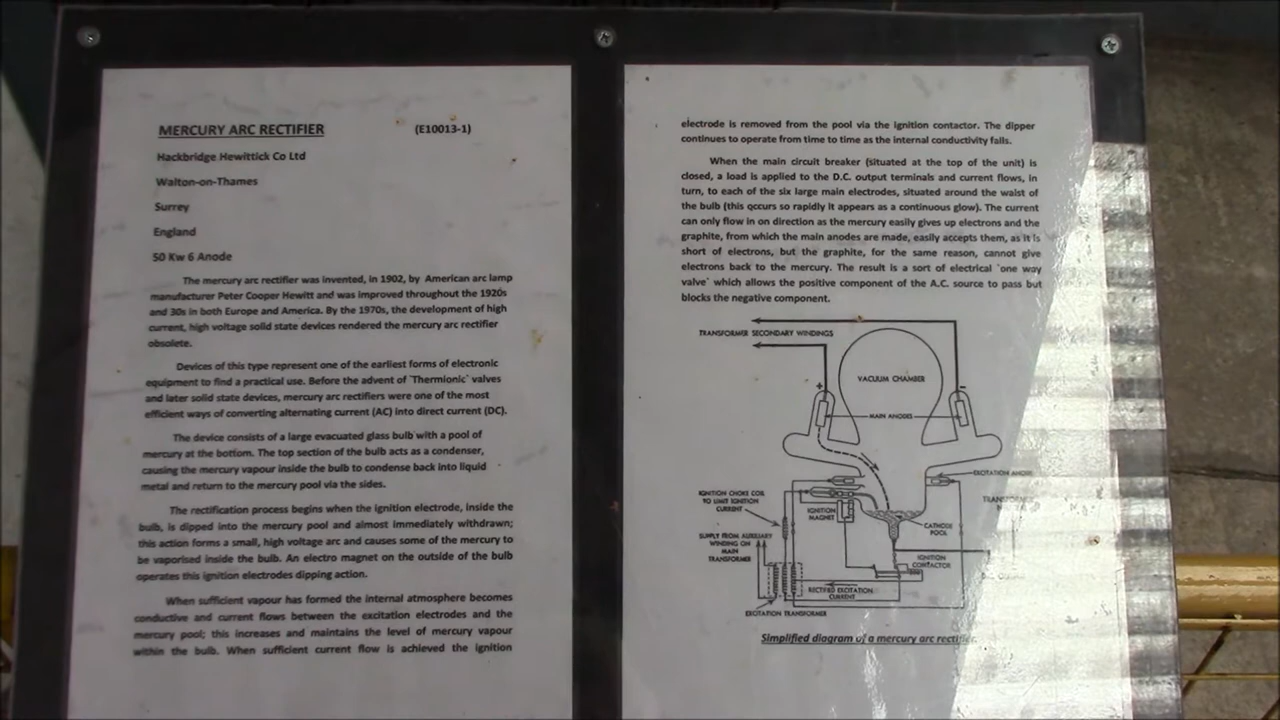 MERCURY ARC RECTIFIER (E10013-1)
Hackbridge Hewittick Co Ltd
Walton-on-Thames
Surrey
England
50 Kw 6 Anode
The mercury arc rectifier was invented, in 1902, by American arc lamp
manufacturer Peter Cooper Hewitt and was improved throughout the 1920s
and 30s in both Europe and America. By the 1970s, the development of high
current, high voltage solid state devices rendered the mercury arc rectifier
obsolete.
Devices of this type represent one of the earliest forms of electronic
equipment to find a practical use. Before the advent of `Thermionic` valves
and later solid state devices, mercury arc rectifiers were one of the most
efficient ways of converting alternating current (AC) into direct current (DC).
The device consists of a large evacuated glass bulb with a pool of
mercury at the bottom. The top section of the bulb acts as a condenser,
causing the mercury vapour inside the bulb to condense back into liquid
metal and return to the mercury pool via the sides.
The rectification process begins when the ignition electrode, inside the
bulb, is dipped into the mercury pool and almost immediately withdrawn;
this action forms a small, high voltage arc and causes some of the mercury to
be vaporised inside the bulb. An electro magnet on the outside of the bulb
operates this ignition electrodes dipping action.
When sufficient vapour has formed the internal atmosphere becomes
conductive and current flows between the excitation electrodes and the
mercury pool; this increases and maintains the level of mercury vapour
within the bulb. When sufficient current flow is achieved the ignition
electrode is removed from the pool via the ignition contactor. The dipper
continues to operate from time to time as the internal conductivity falls.
When the main circuit breaker (situated at the top of the unit) is
closed, a load is applied to the D.C. output terminals and current flows, in
turn, to each of the six large main electrodes, situated around the waist of
the bulb (this occurs so rapidly it appears as a continuous glow). The current
can only flow in on direction as the mercury easily gives up electrons and the
graphite, from which the main anodes are made, easily accepts them, as it is
short of electrons, but the graphite, for the same reason, cannot give
electrons back to the mercury. The result is a sort of electrical `one way
valve` which allows the positive component of the A.C. source to pass but
blocks the negative component.
TRANSFORMER SECONDARY WINDINGS
VACUUM CHAMBER
+
-
MAIN ANODES
EXCITATION ANODE
IGNITION CHOKE COIL
TO LIMIT IGNITION
CURRENT
IGNITION
MAGNET
CATHODE
POOL
SUPPLY FROM AUXILIARY
WINDING ON
MAIN
TRANSFORMER
IGNITION
CONTACTOR
RECTIFIED EXCITATION
CURRENT
EXCITATION TRANSFORMER
Simplified diagram of a mercury arc rectifier